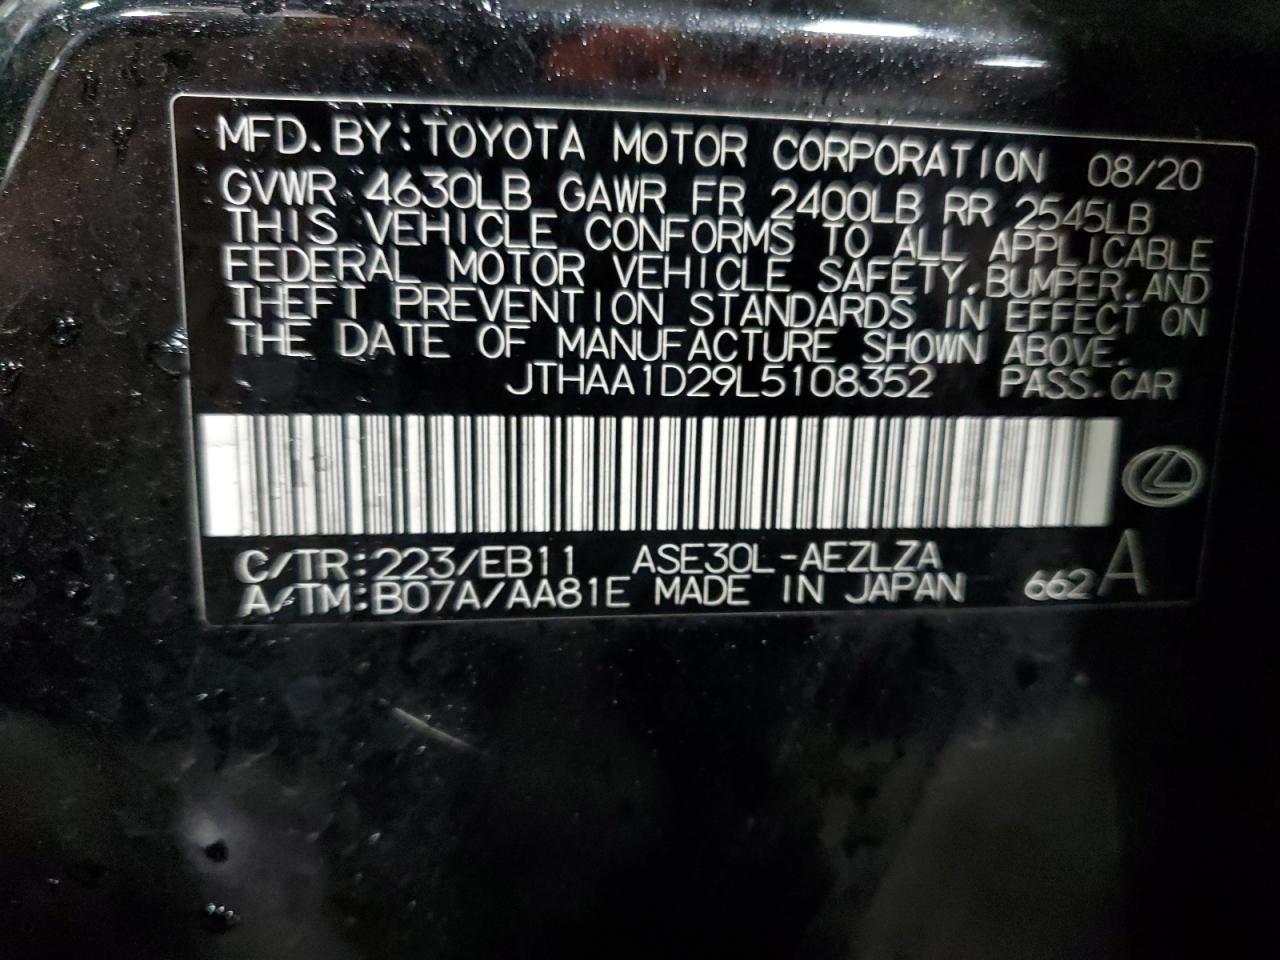 MFD.BY:TOYOTA MOTOR CORPORATION 08/20
GVWR 4630LB GAWR FR 2400LB RR 2545LB
THIS VEHICLE CONFORMS TO ALL APPLICABLE
FEDERAL MOTOR VEHICLE SAFETY,BUMPER,AND
THEFT PREVENTION STANDARDS IN EFFECT ON
THE DATE OF MANUFACTURE SHOWN ABOVE.
JTHAA1D29L5108352 PASS.CAR
C/TR:223/EB11 ASE30L-AEZLZA
A/TM:B07A/AA81E MADE IN JAPAN 662A